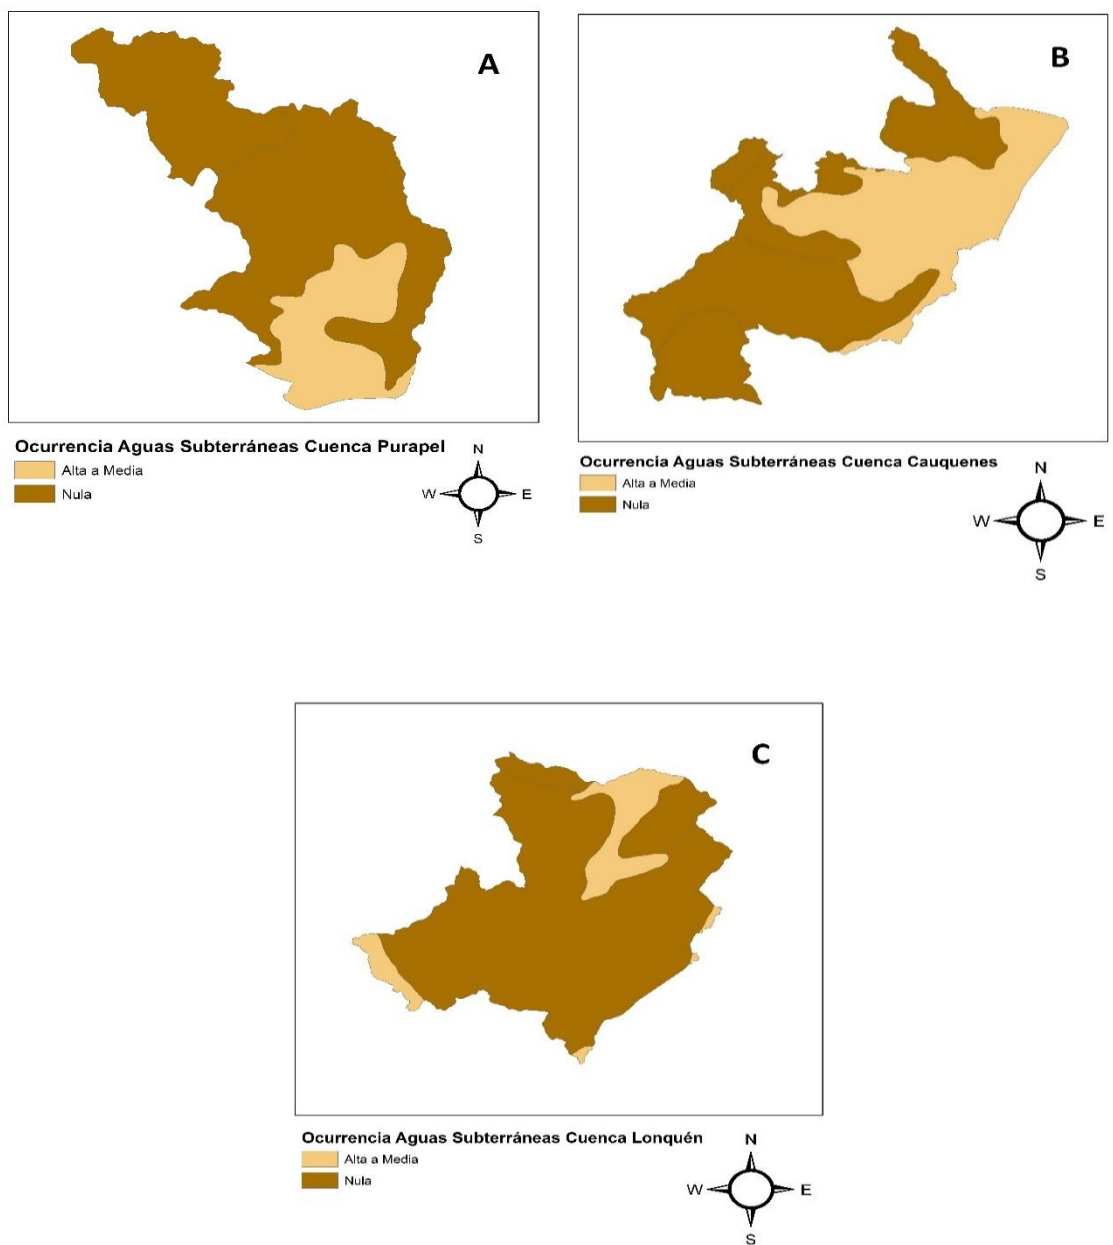 A
B
Ocurrencia Aguas Subterráneas Cuenca Purapel
Alta a Media
Nula
N
W E
S
Ocurrencia Aguas Subterráneas Cuenca Cauquenes
Alta a Media
Nula
N
W E
S
C
Ocurrencia Aguas Subterráneas Cuenca Lonquén
Alta a Media
Nula
N
W E
S